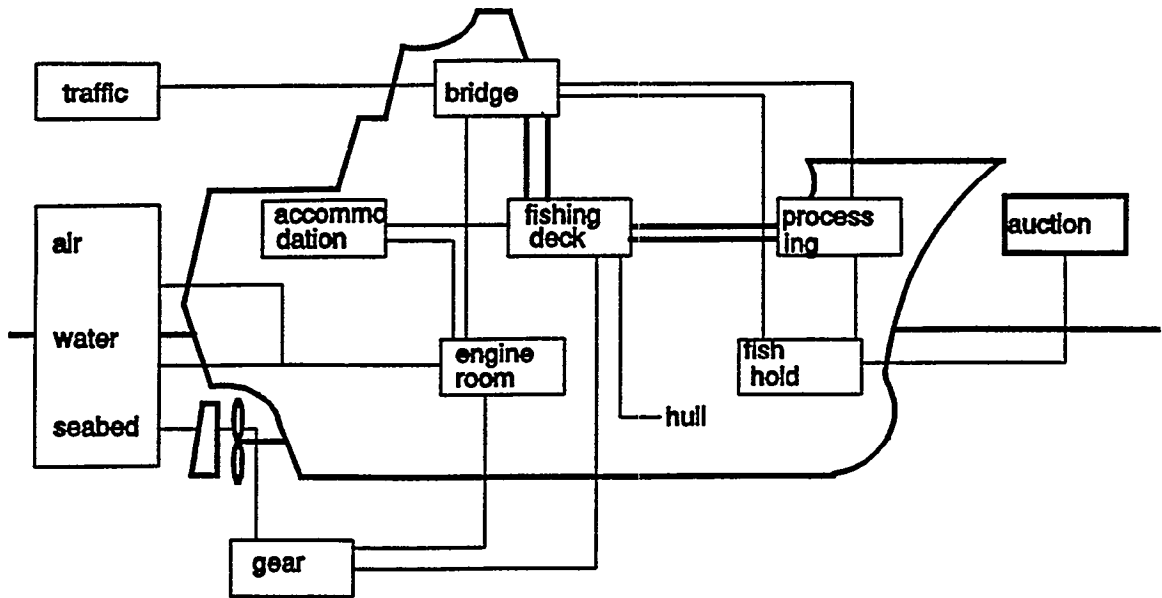 traffic
bridge
accommo
dation
fishing
deck
process
ing
auction
air
water
seabed
engine
room
fish
hold
hull
gear